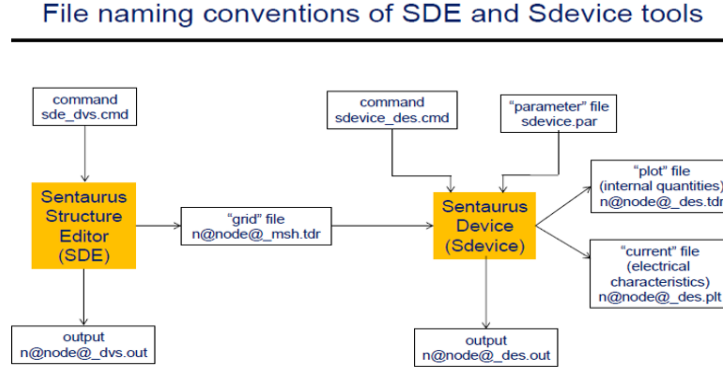 File naming conventions of SDE and Sdevice tools
command
sde_dvs.cmd
command
sdevice_des.cmd
"parameter" file
sdevice.par
Sentaurus
Structure
Editor
(SDE)
"grid" file
n@node@_msh.tdr
Sentaurus
Device
(Sdevice)
"plot" file
(internal quantities)
n@node@_des.tdr
"current" file
(electrical
characteristics)
n@node@_des.plt
output
n@node@_dvs.out
output
n@node@_des.out